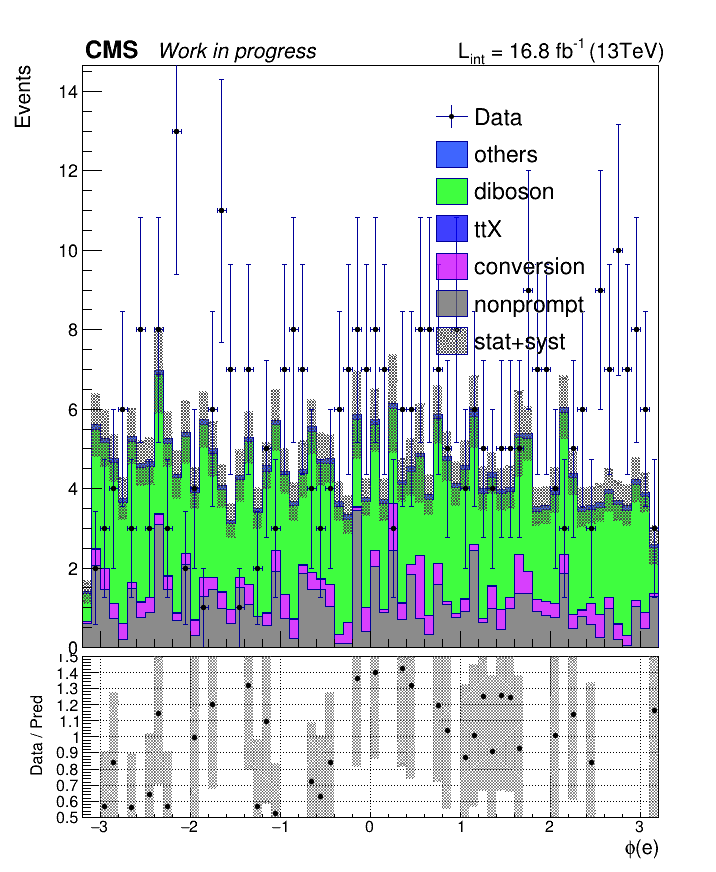 CMS Work in progress L_int = 16.8 fb^-1 (13TeV)
Events
14
12
10
8
6
4
2
0
Data
others
diboson
ttX
conversion
nonprompt
stat+syst
Data / Pred
1.5
1.4
1.3
1.2
1.1
1
0.9
0.8
0.7
0.6
0.5
−3 −2 −1 0 1 2 3
ϕ(e)